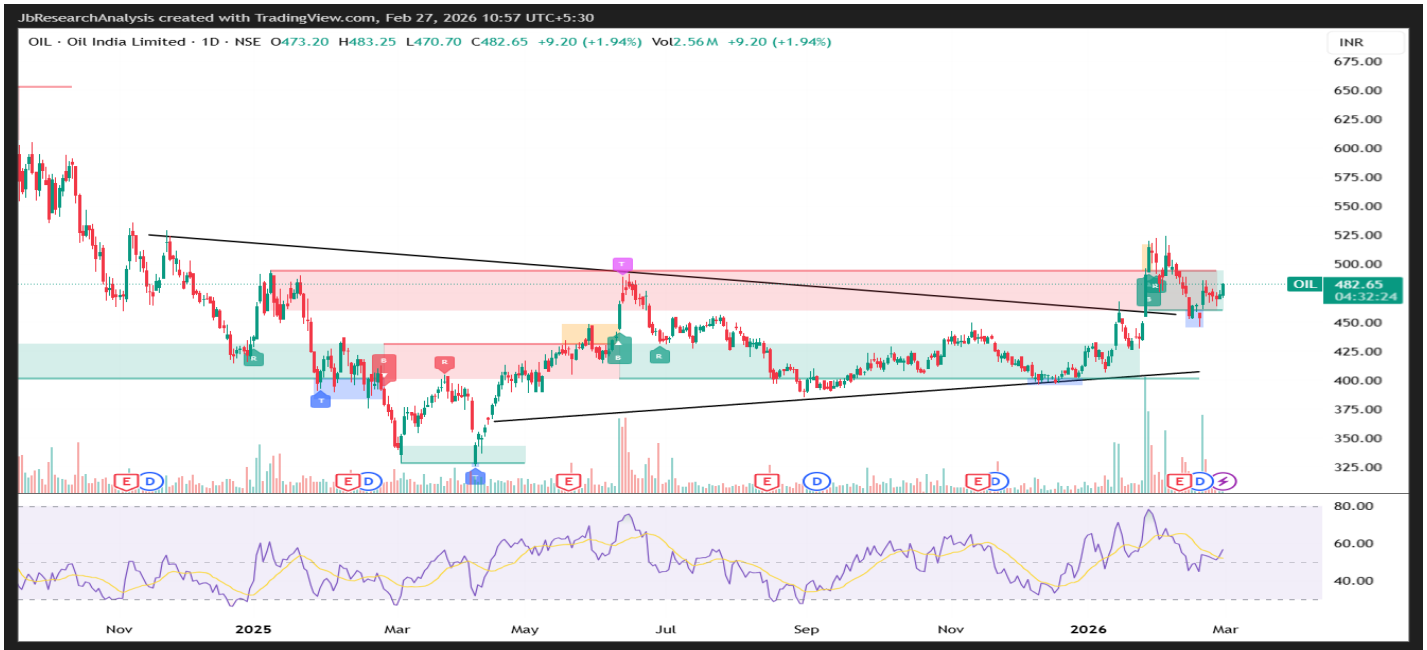 JbResearchAnalysis created with TradingView.com, Feb 27, 2026 10:57 UTC+5:30
OIL · Oil India Limited · 1D · NSE O473.20 H483.25 L470.70 C482.65 +9.20 (+1.94%) Vol2.56 M +9.20 (+1.94%)
INR
675.00
650.00
625.00
600.00
575.00
550.00
525.00
500.00
OIL 482.65
04:32:24
450.00
425.00
400.00
375.00
350.00
325.00
T
R
S
R
B
R
B
R
T
E D E D E E D E D E D
80.00
60.00
40.00
Nov 2025 Mar May Jul Sep Nov 2026 Mar